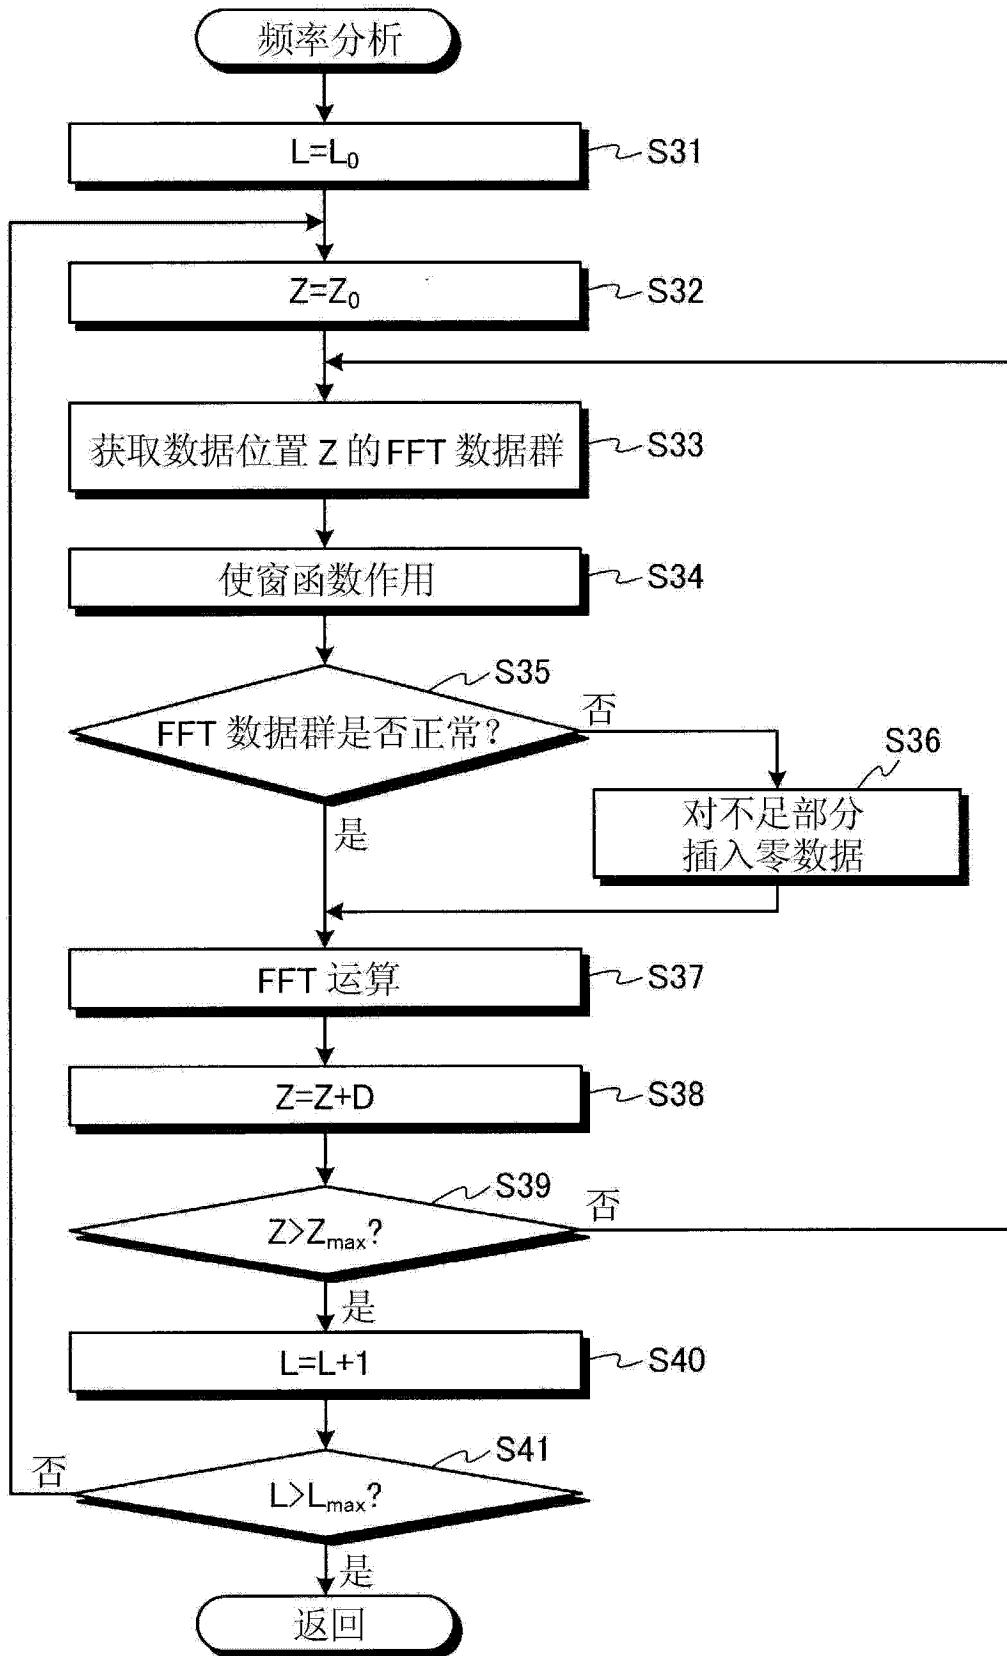 频率分析
L=L₀
S31
Z=Z₀
S32
获取数据位置 Z 的FFT 数据群
S33
使窗函数作用
S34
S35
FFT 数据群是否正常?
否
S36
对不足部分
插入零数据
是
FFT 运算
S37
Z=Z+D
S38
S39
Z>Zmax?
否
是
L=L+1
S40
S41
L>Lmax?
否
是
返回